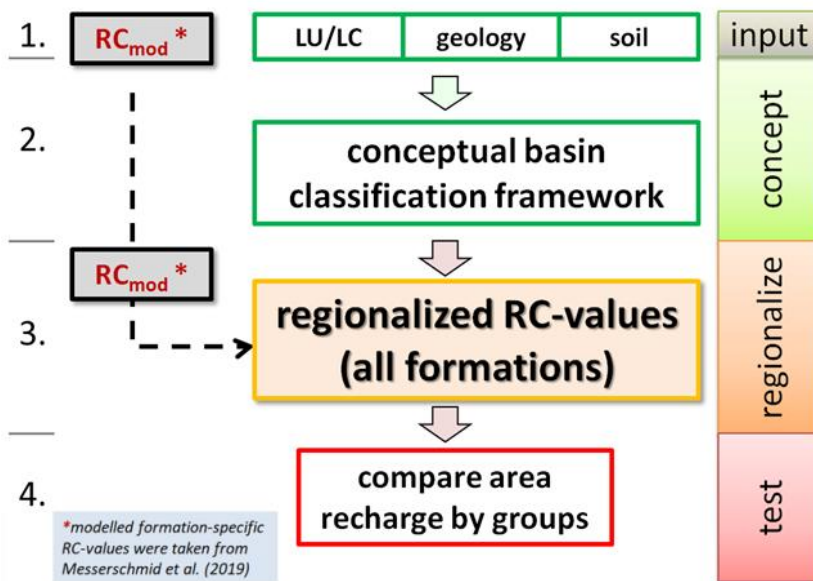 1.
RCmod *
LU/LC
geology
soil
input
2.
conceptual basin
classification framework
concept
3.
RCmod *
regionalized RC-values
(all formations)
regionalize
4.
compare area
recharge by groups
test
*modelled formation-specific
RC-values were taken from
Messerschmid et al. (2019)